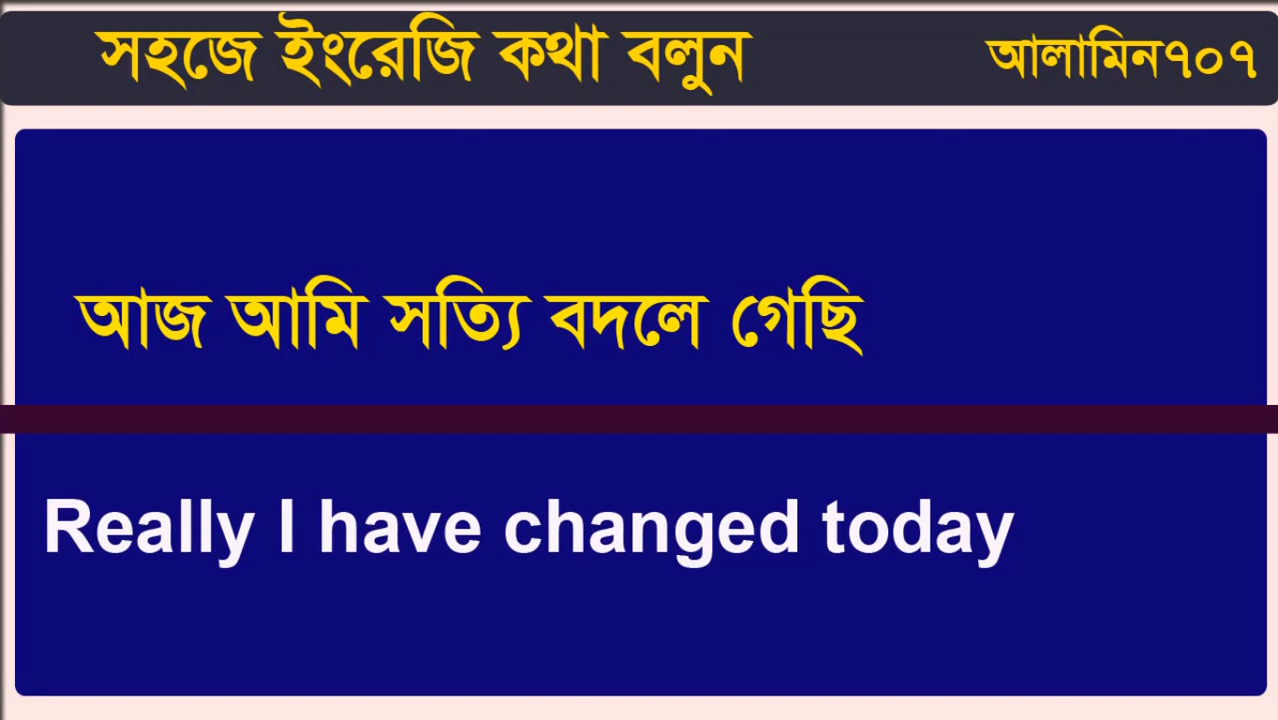 সহজে ইংরেজি কথা বলুন আলামিন৭০৭
আজ আমি সত্যি বদলে গেছি
Really I have changed today